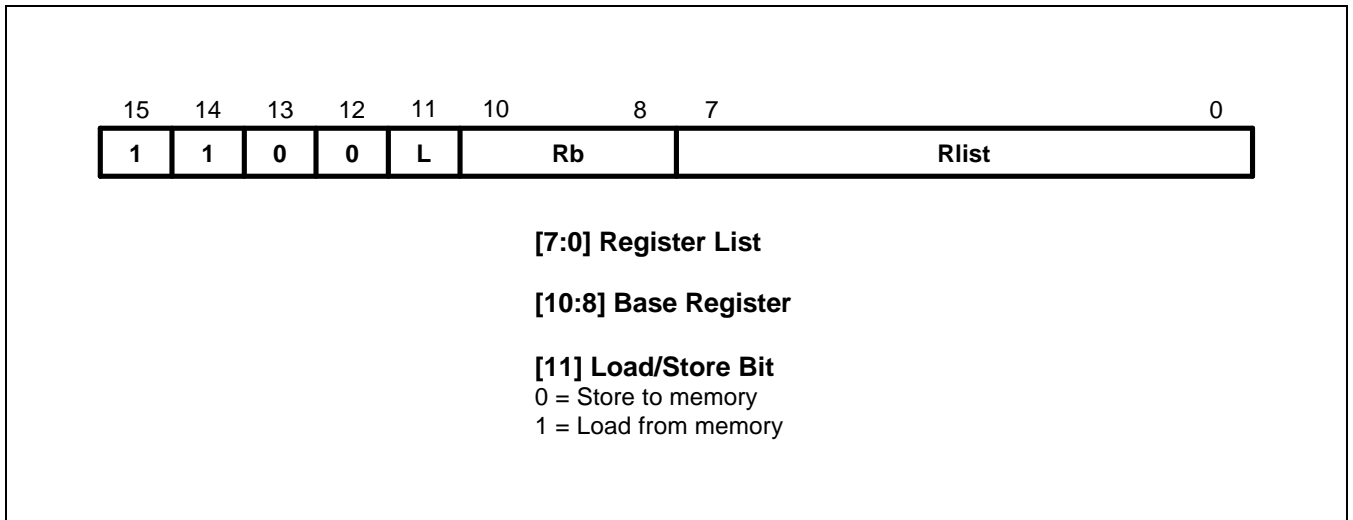 15 14 13 12 11 10 8 7 0
1 1 0 0 L Rb Rlist
[7:0] Register List
[10:8] Base Register
[11] Load/Store Bit
0 = Store to memory
1 = Load from memory